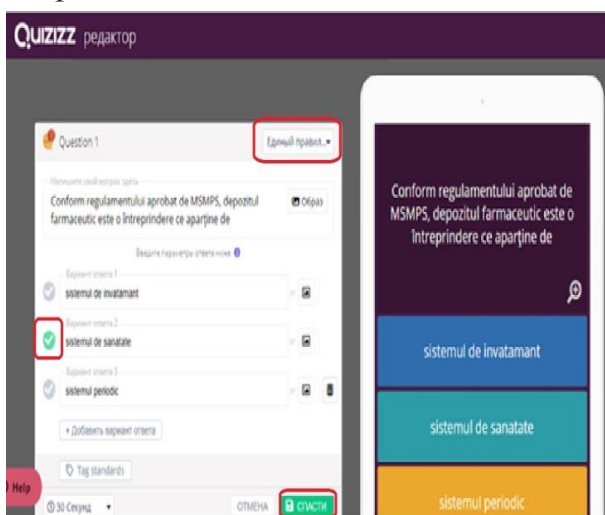 QUIZIZZ редактор
Question 1
Единый правил...
Напишите свой вопрос здесь
Conform regulamentului aprobat de MSMPS, depozitul
farmaceutic este o întreprindere ce aparține de
Образ
Введите параметры ответа ниже
Вариант ответа 1
sistemul de invatamant
Вариант ответа 2
sistemul de sanatate
Вариант ответа 3
sistemul periodic
+ Добавить вариант ответа
Tag standards
Help
30 Секунд
ОТМЕНА
СПАСТИ
Conform regulamentului aprobat de
MSMPS, depozitul farmaceutic este o
întreprindere ce aparține de
sistemul de invatamant
sistemul de sanatate
sistemul periodic